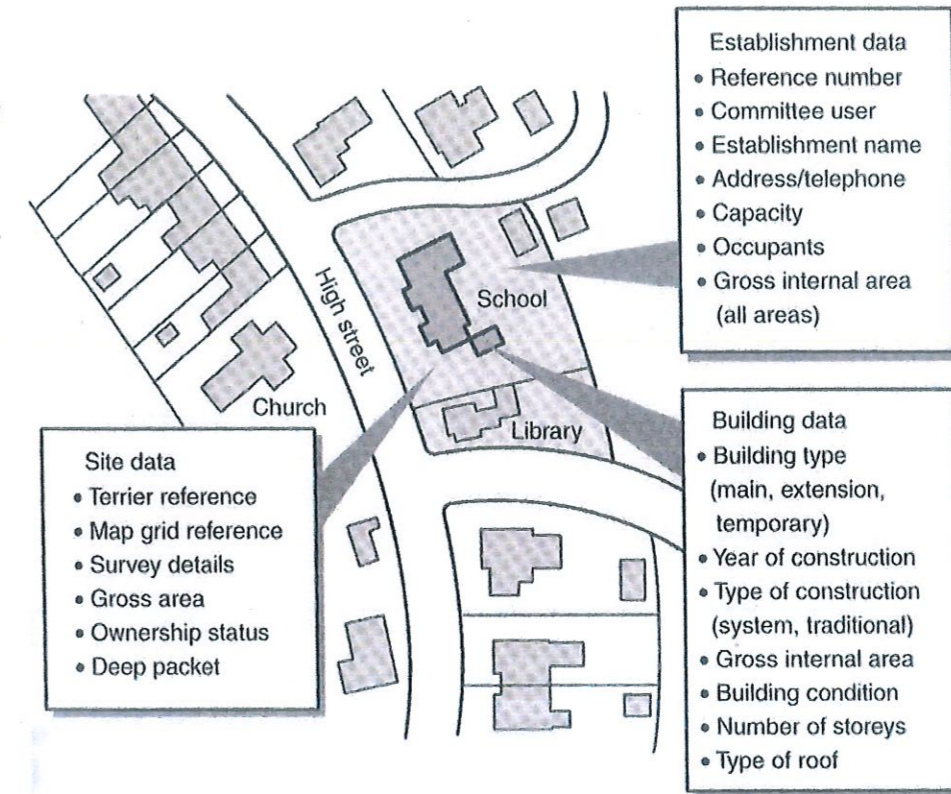 Establishment data
• Reference number
• Committee user
• Establishment name
• Address/telephone
• Capacity
• Occupants
• Gross internal area
(all areas)
High street
School
Church
Library
Site data
• Terrier reference
• Map grid reference
• Survey details
• Gross area
• Ownership status
• Deep packet
Building data
• Building type
(main, extension,
temporary)
• Year of construction
• Type of construction
(system, traditional)
• Gross internal area
• Building condition
• Number of storeys
• Type of roof